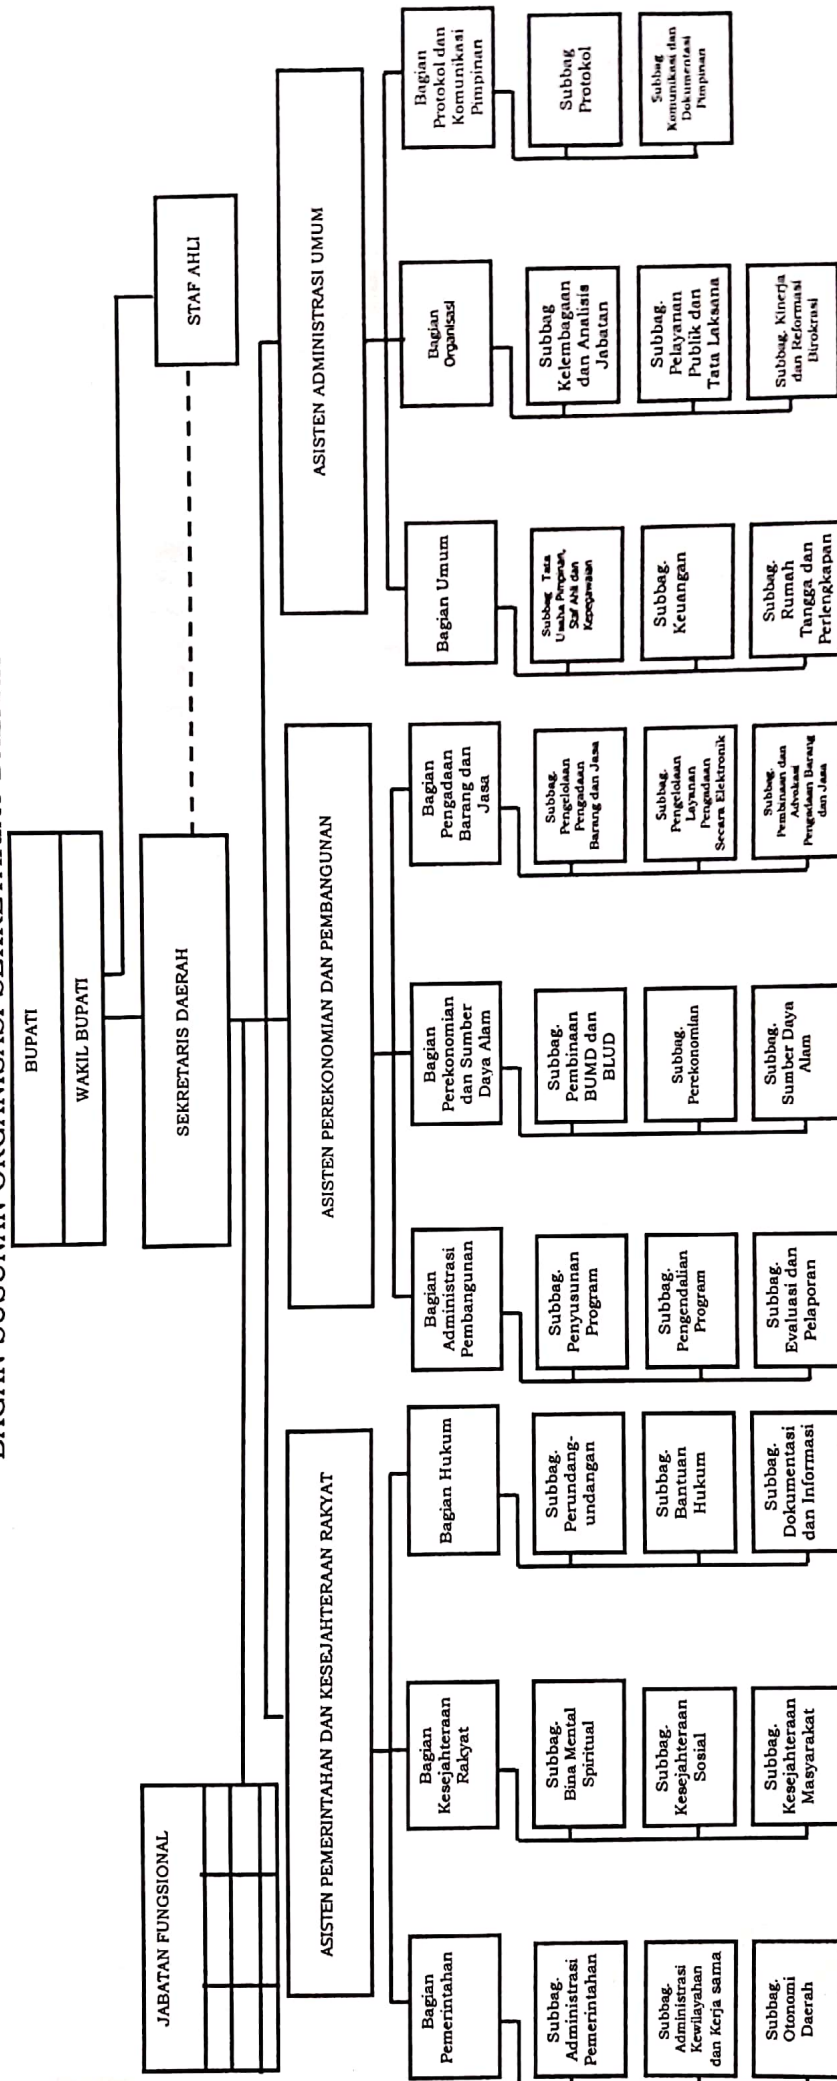 BAGAN SUSUNAN ORGANISASI SEKRETARIAT DAERAH
BUPATI
WAKIL BUPATI
SEKRETARIS DAERAH
STAF AHLI
JABATAN FUNGSIONAL
ASISTEN PEMERINTAHAN DAN KESEJAHTERAAN RAKYAT
ASISTEN PEREKONOMIAN DAN PEMBANGUNAN
ASISTEN ADMINISTRASI UMUM
Bagian
Pemerintahan
Subbag.
Administrasi
Pemerintahan
Subbag.
Administrasi
Kewilayahan
dan Kerja sama
Subbag.
Otonomi
Daerah
Bagian
Kesejahteraan
Rakyat
Subbag.
Bina Mental
Spiritual
Subbag.
Kesejahteraan
Sosial
Subbag.
Kesejahteraan
Masyarakat
Bagian Hukum
Subbag.
Perundang-
undangan
Subbag.
Bantuan
Hukum
Subbag.
Dokumentasi
dan Informasi
Bagian
Administrasi
Pembangunan
Subbag.
Penyusunan
Program
Subbag.
Pengendalian
Program
Subbag.
Evaluasi dan
Pelaporan
Bagian
Perekonomian
dan Sumber
Daya Alam
Subbag.
Pembinaan
BUMD dan
BLUD
Subbag.
Perekonomian
Subbag.
Sumber Daya
Alam
Bagian
Pengadaan
Barang dan
Jasa
Subbag.
Pengelolaan
Pengadaan
Barang dan Jasa
Subbag.
Pengelolaan
Layanan
Pengadaan
Secara Elektronik
Subbag.
Pembinaan dan
Advokasi
Pengadaan Barang
dan Jasa
Bagian Umum
Subbag Tata
Usaha Pimpinan,
Staf Ahli dan
Kepegawaian
Subbag.
Keuangan
Subbag.
Rumah
Tangga dan
Perlengkapan
Bagian
Organisasi
Subbag
Kelembagaan
dan Analisis
Jabatan
Subbag.
Pelayanan
Publik dan
Tata Laksana
Subbag. Kinerja
dan Reformasi
Birokrasi
Bagian
Protokol dan
Komunikasi
Pimpinan
Subbag
Protokol
Subbag
Komunikasi dan
Dokumentasi
Pimpinan